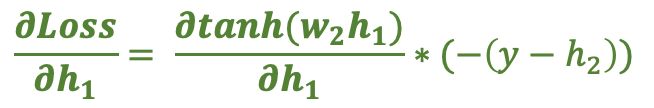 ∂Loss/∂h₁ = ∂tanh(w₂h₁)/∂h₁ * (−(y − h₂))